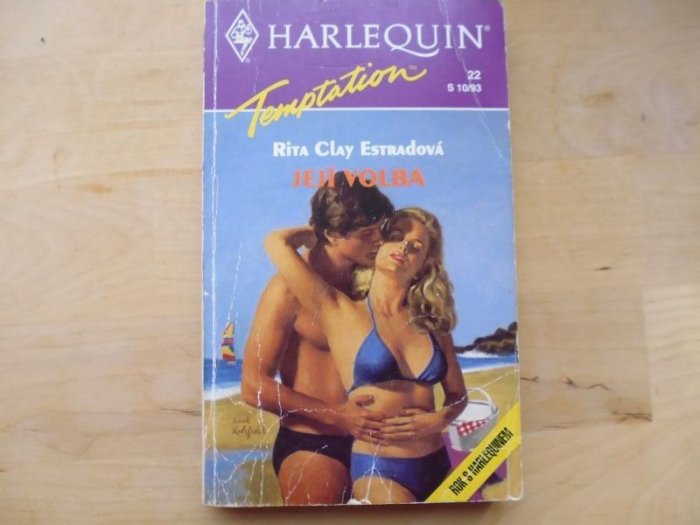 HARLEQUIN®
Temptation™
22
S 10/93
RITA CLAY ESTRADOVÁ
JEJÍ VOLBA
ROK S HARLEQUINEM